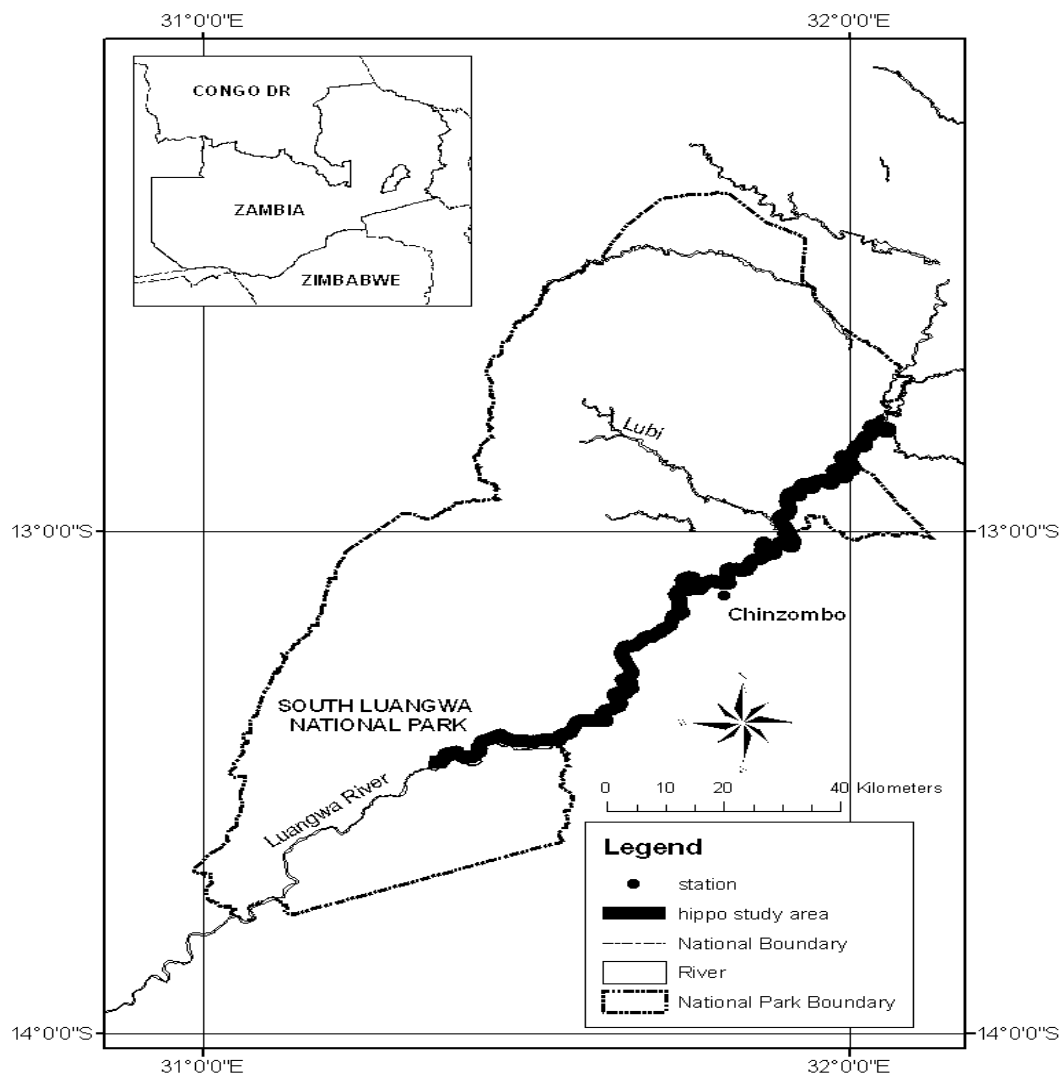 31°0'0"E
32°0'0"E
CONGO DR
ZAMBIA
ZIMBABWE
Lubi
13°0'0"S
13°0'0"S
Chinzombo
SOUTH LUANGWA
NATIONAL PARK
Luangwa River
0 20 40 Kilometers
Legend
station
hippo study area
National Boundary
River
National Park Boundary
14°0'0"S
14°0'0"S
31°0'0"E
32°0'0"E